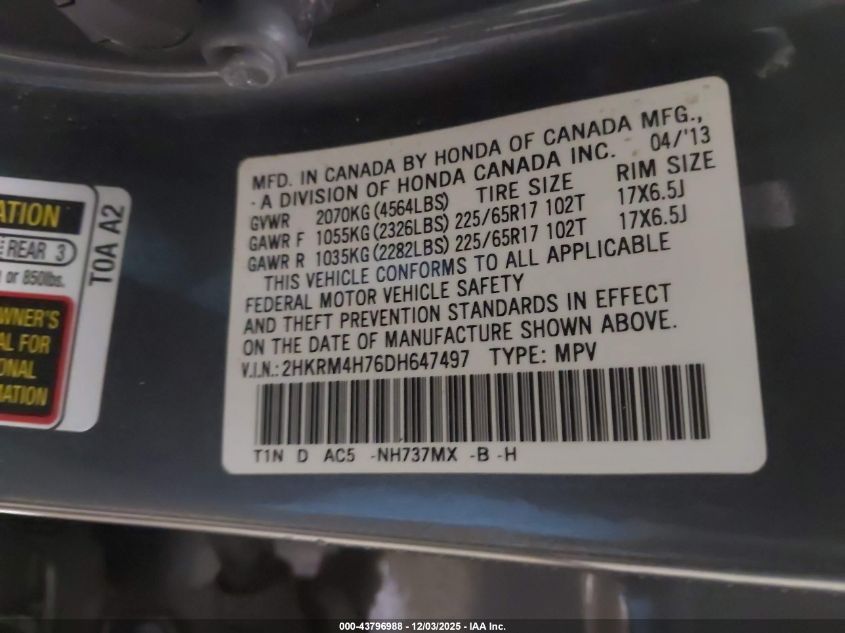 MFD. IN CANADA BY HONDA OF CANADA MFG.,
- A DIVISION OF HONDA CANADA INC. 04/'13
GVWR 2070KG(4564LBS) TIRE SIZE RIM SIZE
GAWR F 1055KG(2326LBS) 225/65R17 102T 17X6.5J
GAWR R 1035KG(2282LBS) 225/65R17 102T 17X6.5J
THIS VEHICLE CONFORMS TO ALL APPLICABLE
FEDERAL MOTOR VEHICLE SAFETY
AND THEFT PREVENTION STANDARDS IN EFFECT
ON THE DATE OF MANUFACTURE SHOWN ABOVE.
V.I.N.: 2HKRM4H76DH647497 TYPE: MPV
T1N D AC5 -NH737MX -B -H
ATION
REAR 3
or 850lbs.
WNER'S
AL FOR
ONAL
MATION
T0A A2
000-43796988 - 12/03/2025 - IAA Inc.